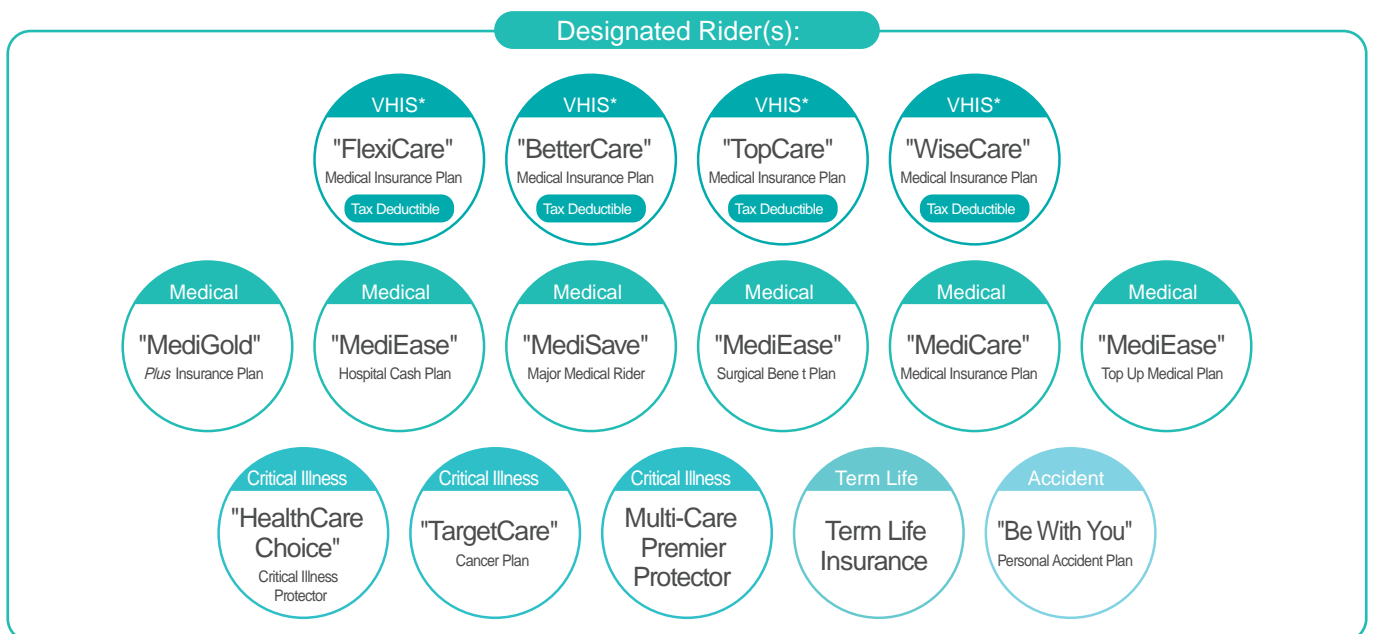 Designated Rider(s):
VHIS*
"FlexiCare"
Medical Insurance Plan
Tax Deductible
VHIS*
"BetterCare"
Medical Insurance Plan
Tax Deductible
VHIS*
"TopCare"
Medical Insurance Plan
Tax Deductible
VHIS*
"WiseCare"
Medical Insurance Plan
Tax Deductible
Medical
"MediGold"
Plus Insurance Plan
Medical
"MediEase"
Hospital Cash Plan
Medical
"MediSave"
Major Medical Rider
Medical
"MediEase"
Surgical Bene t Plan
Medical
"MediCare"
Medical Insurance Plan
Medical
"MediEase"
Top Up Medical Plan
Critical Illness
"HealthCare
Choice"
Critical Illness
Protector
Critical Illness
"TargetCare"
Cancer Plan
Critical Illness
Multi-Care
Premier
Protector
Term Life
Term Life
Insurance
Accident
"Be With You"
Personal Accident Plan